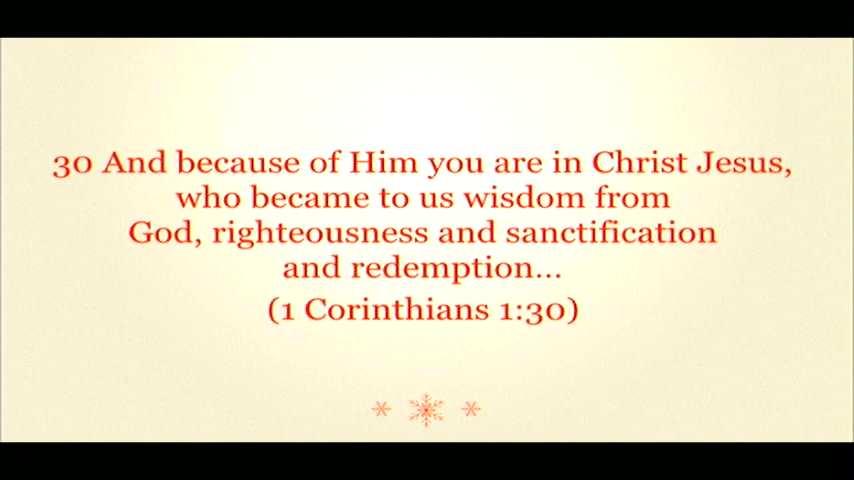 30 And because of Him you are in Christ Jesus,
who became to us wisdom from
God, righteousness and sanctification
and redemption...
(1 Corinthians 1:30)